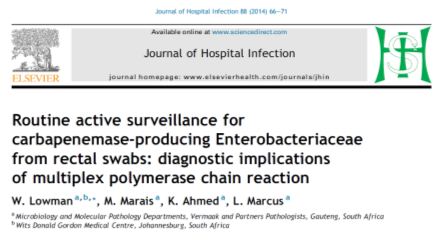 Journal of Hospital Infection 88 (2014) 66–71
Available online at www.sciencedirect.com
Journal of Hospital Infection
journal homepage: www.elsevierhealth.com/journals/jhin
ELSEVIER
Routine active surveillance for
carbapenemase-producing Enterobacteriaceae
from rectal swabs: diagnostic implications
of multiplex polymerase chain reaction
W. Lowman a,b,*, M. Marais a, K. Ahmed a, L. Marcus a
a Microbiology and Molecular Pathology Departments, Vermaak and Partners Pathologists, Gauteng, South Africa
b Wits Donald Gordon Medical Centre, Johannesburg, South Africa